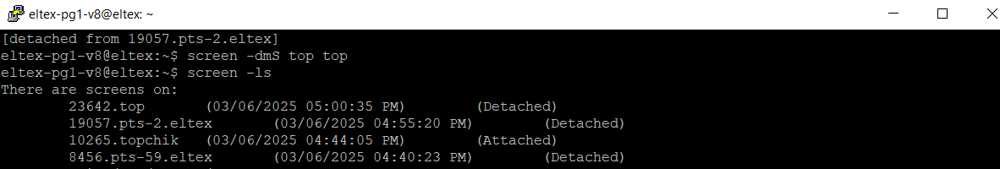 eltex-pg1-v8@eltex: ~
[detached from 19057.pts-2.eltex]
eltex-pg1-v8@eltex:~$ screen -dmS top top
eltex-pg1-v8@eltex:~$ screen -ls
There are screens on:
23642.top (03/06/2025 05:00:35 PM) (Detached)
19057.pts-2.eltex (03/06/2025 04:55:20 PM) (Detached)
10265.topchik (03/06/2025 04:44:05 PM) (Attached)
8456.pts-59.eltex (03/06/2025 04:40:23 PM) (Detached)